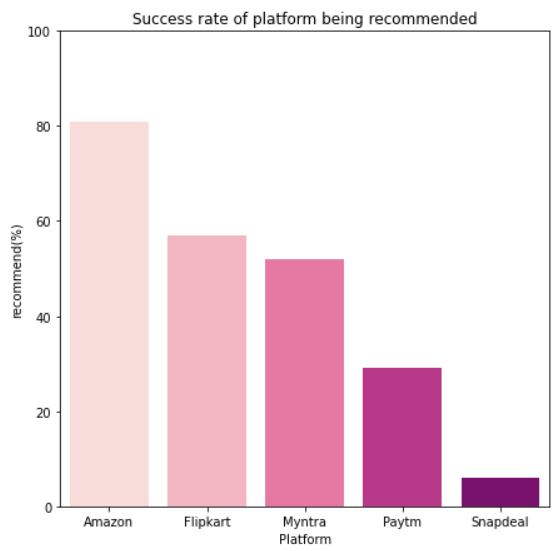 Success rate of platform being recommended
100
80
60
40
20
0
recommend(%)
Amazon Flipkart Myntra Paytm Snapdeal
Platform